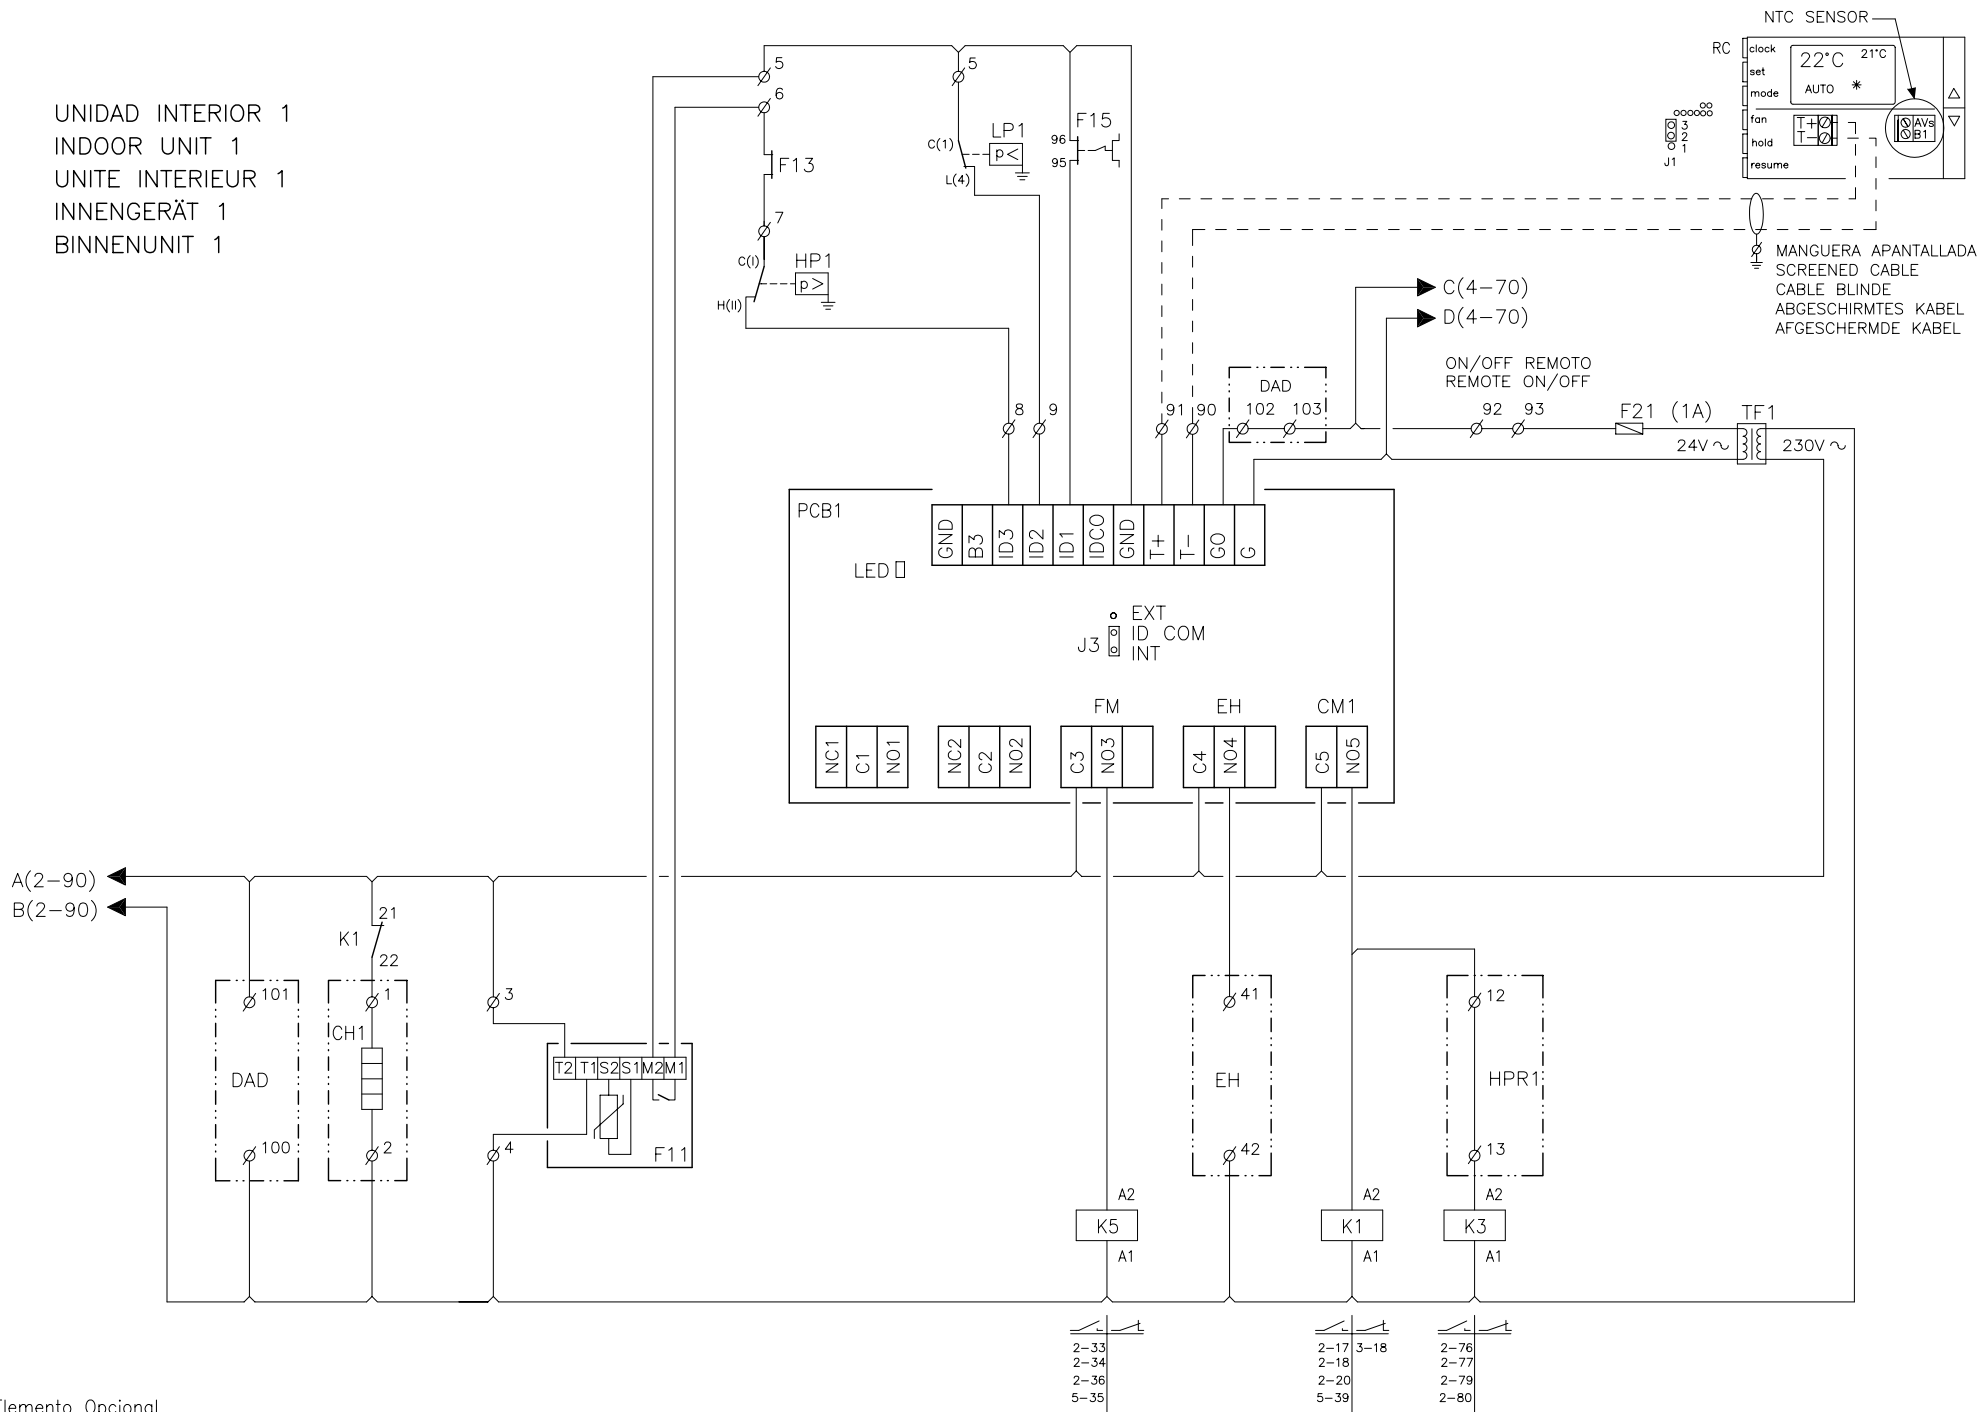 NTC SENSOR
RC
clock
set
mode
fan
hold
resume
22°C
21°C
AUTO *
T+
T-
AVs
B1
3
2
1
J1
UNIDAD INTERIOR 1
INDOOR UNIT 1
UNITE INTERIEUR 1
INNENGERÄT 1
BINNENUNIT 1
5
6
F13
7
C(I)
HP1
p>
H(II)
5
C(1)
LP1
p<
L(4)
F15
96
95
MANGUERA APANTALLADA
SCREENED CABLE
CABLE BLINDE
ABGESCHIRMTES KABEL
AFGESCHERMDE KABEL
C(4-70)
D(4-70)
ON/OFF REMOTO
REMOTE ON/OFF
DAD
8
9
91
90
102
103
92
93
F21 (1A)
TF1
24V ~
230V ~
PCB1
GND
B3
ID3
ID2
ID1
IDCO
GND
T+
T-
GO
G
LED
J3
EXT
ID COM
INT
FM
EH
CM1
NC1
C1
NO1
NC2
C2
NO2
C3
NO3
C4
NO4
C5
NO5
A(2-90)
B(2-90)
K1
21
22
101
DAD
100
1
CH1
2
3
4
T2
T1
S2
S1
M2
M1
F11
41
EH
42
12
HPR1
13
A2
K5
A1
A2
K1
A1
A2
K3
A1
2-33
2-34
2-36
5-35
2-17 3-18
2-18
2-20
5-39
2-76
2-77
2-79
2-80
Elemento Opcional